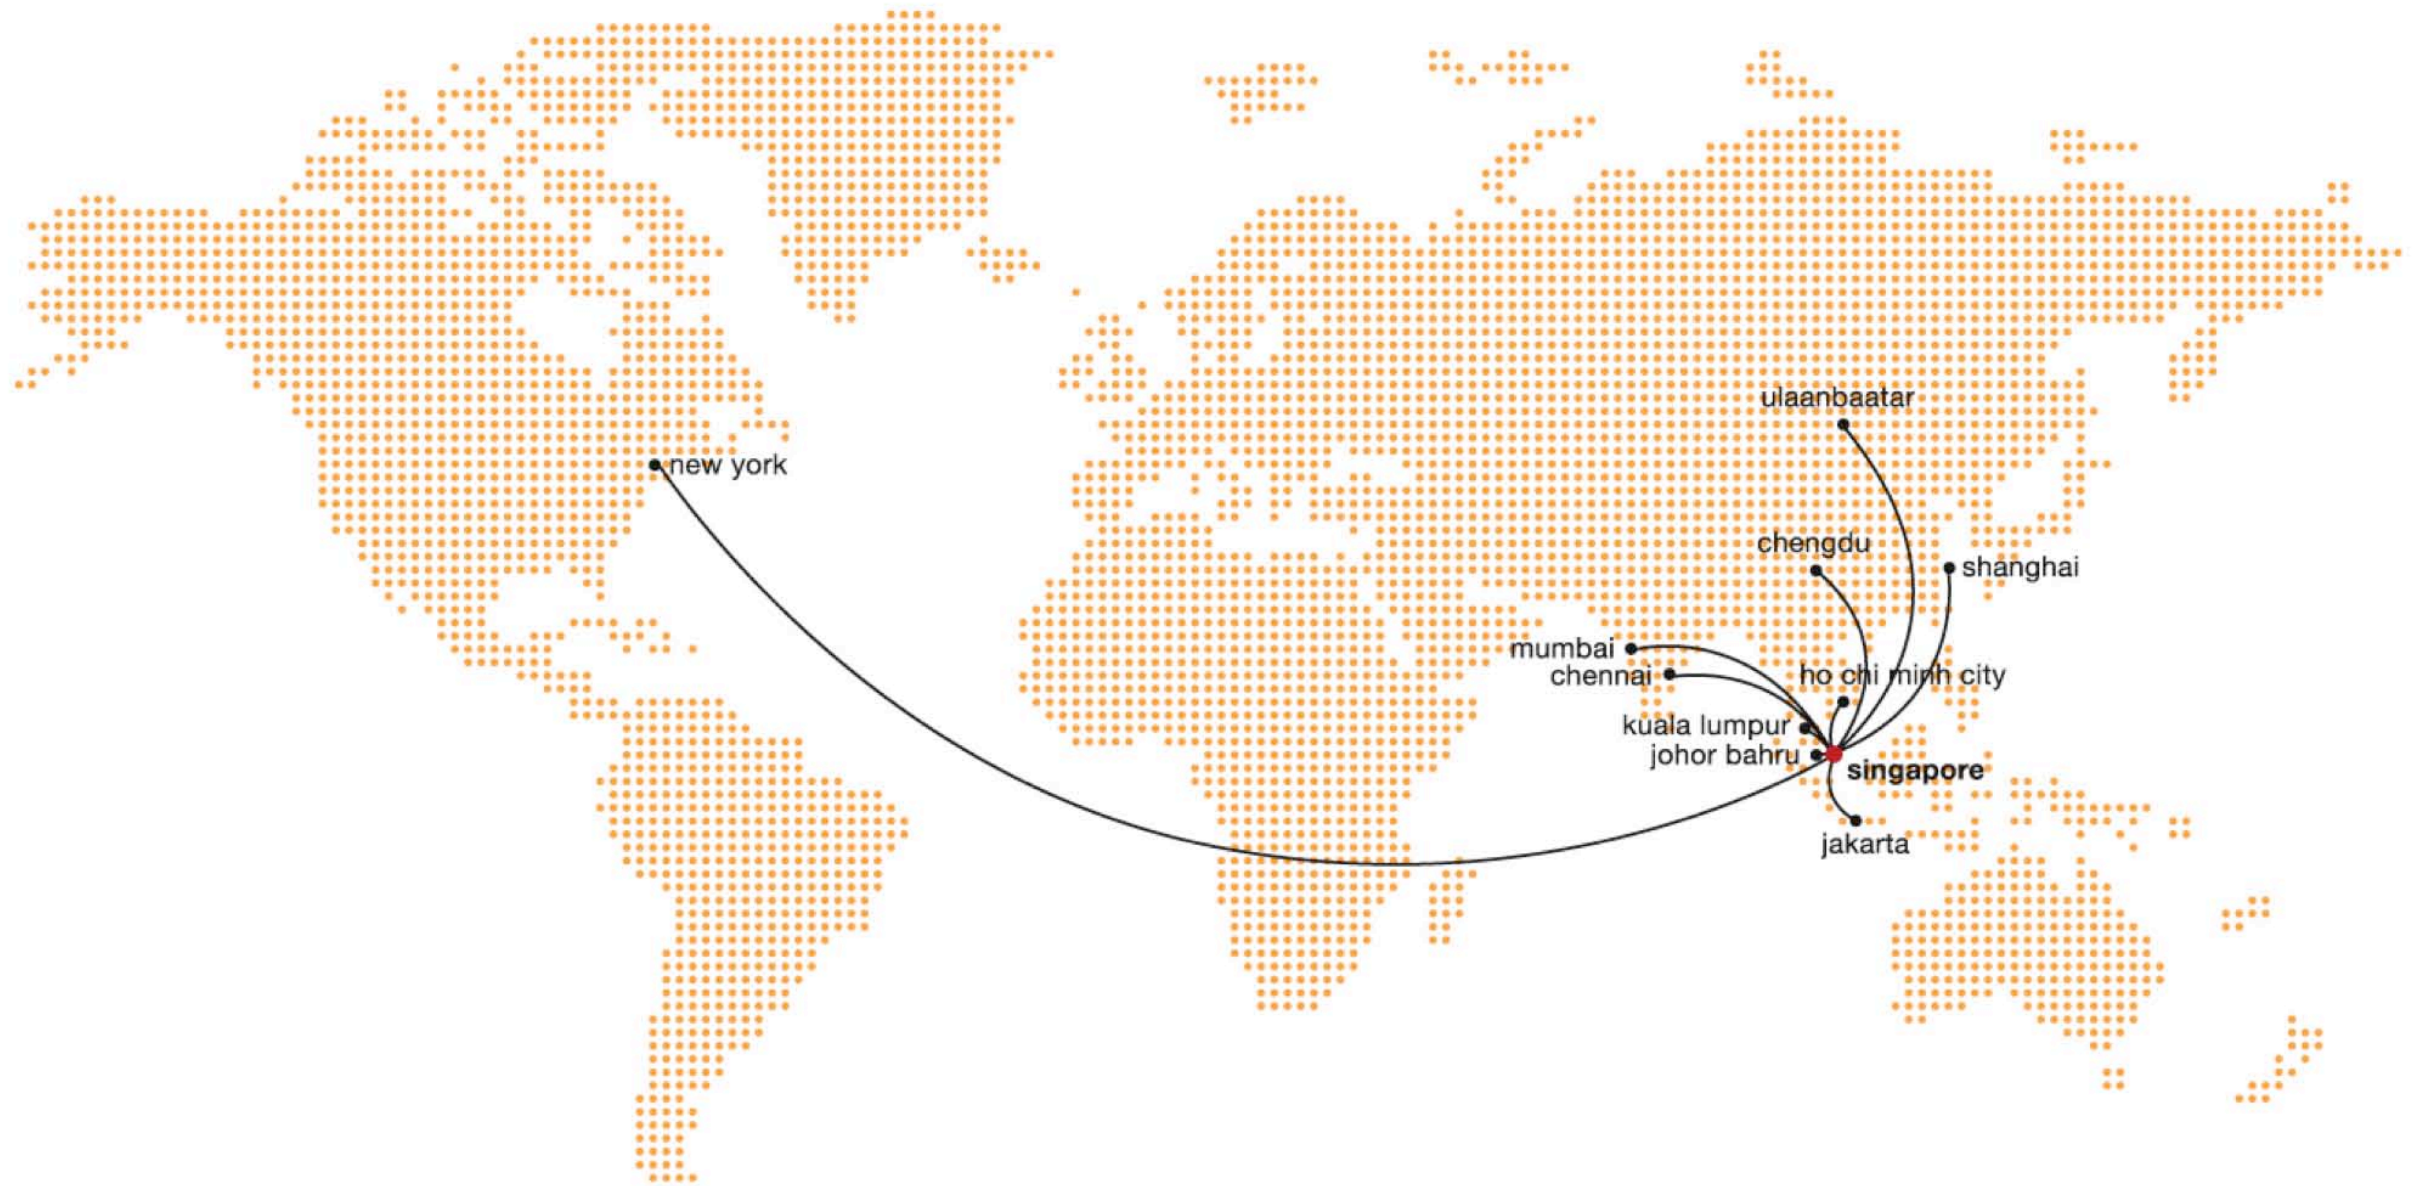 ulaanbaatar
new york
chengdu
shanghai
mumbai
chennai
ho chi minh city
kuala lumpur
johor bahru
singapore
jakarta